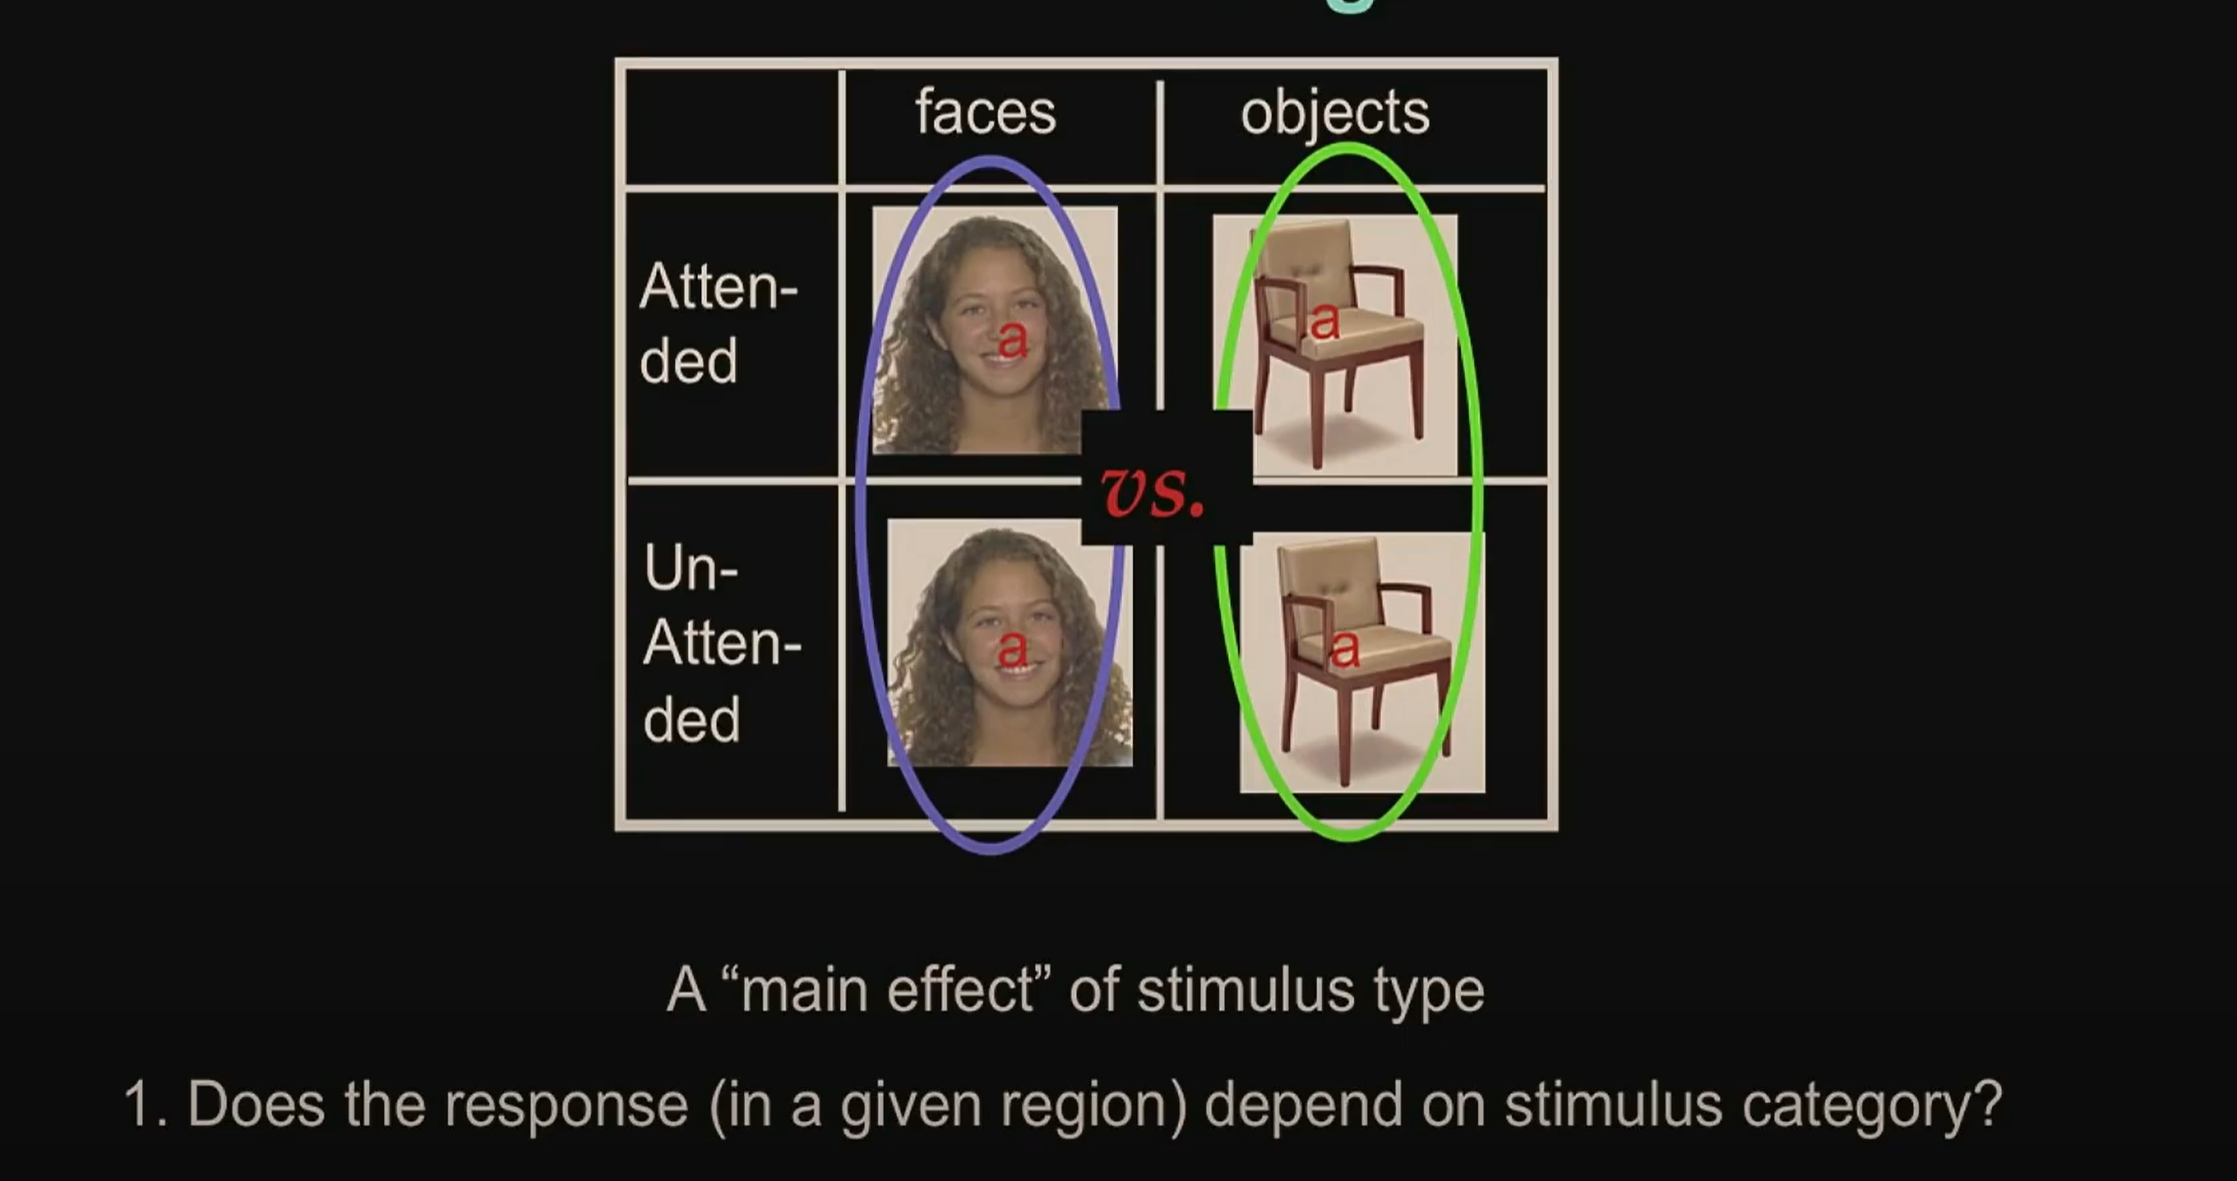 faces objects
Atten-
ded
a a
vs.
Un-
Atten-
ded
a a
A “main effect” of stimulus type
1. Does the response (in a given region) depend on stimulus category?